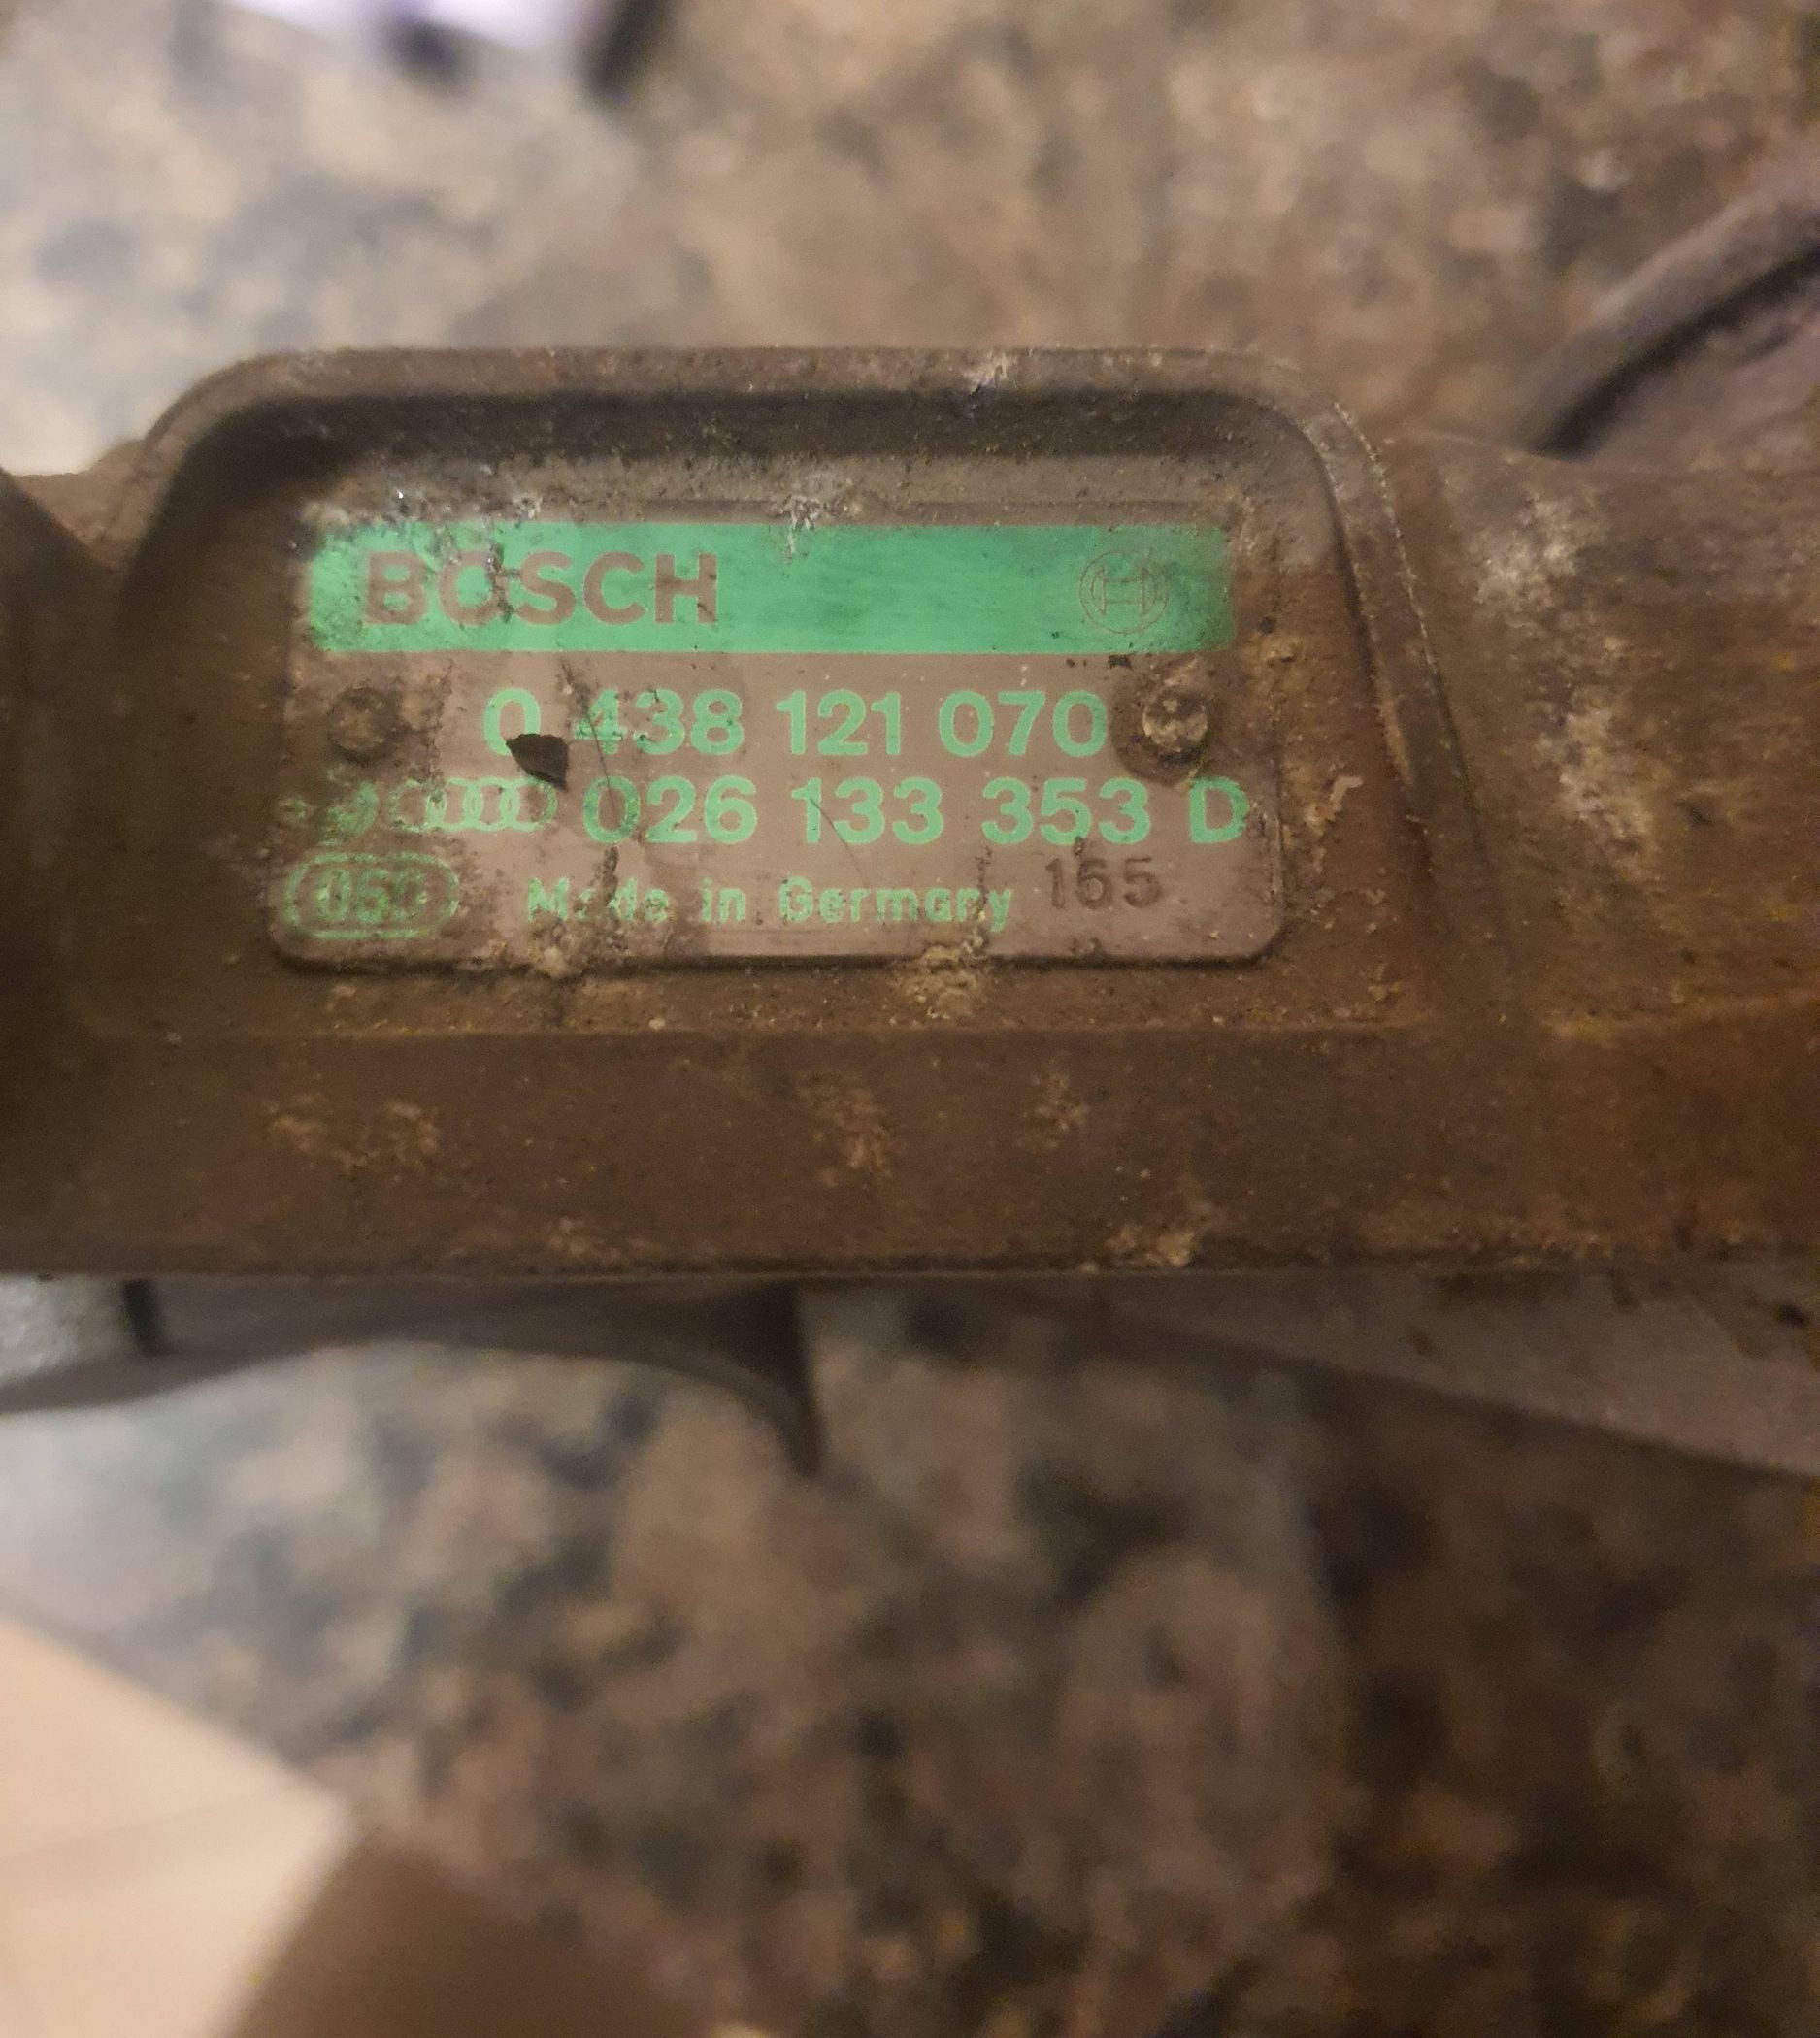 BOSCH
0 438 121 070
026 133 353 D
Made in Germany 165